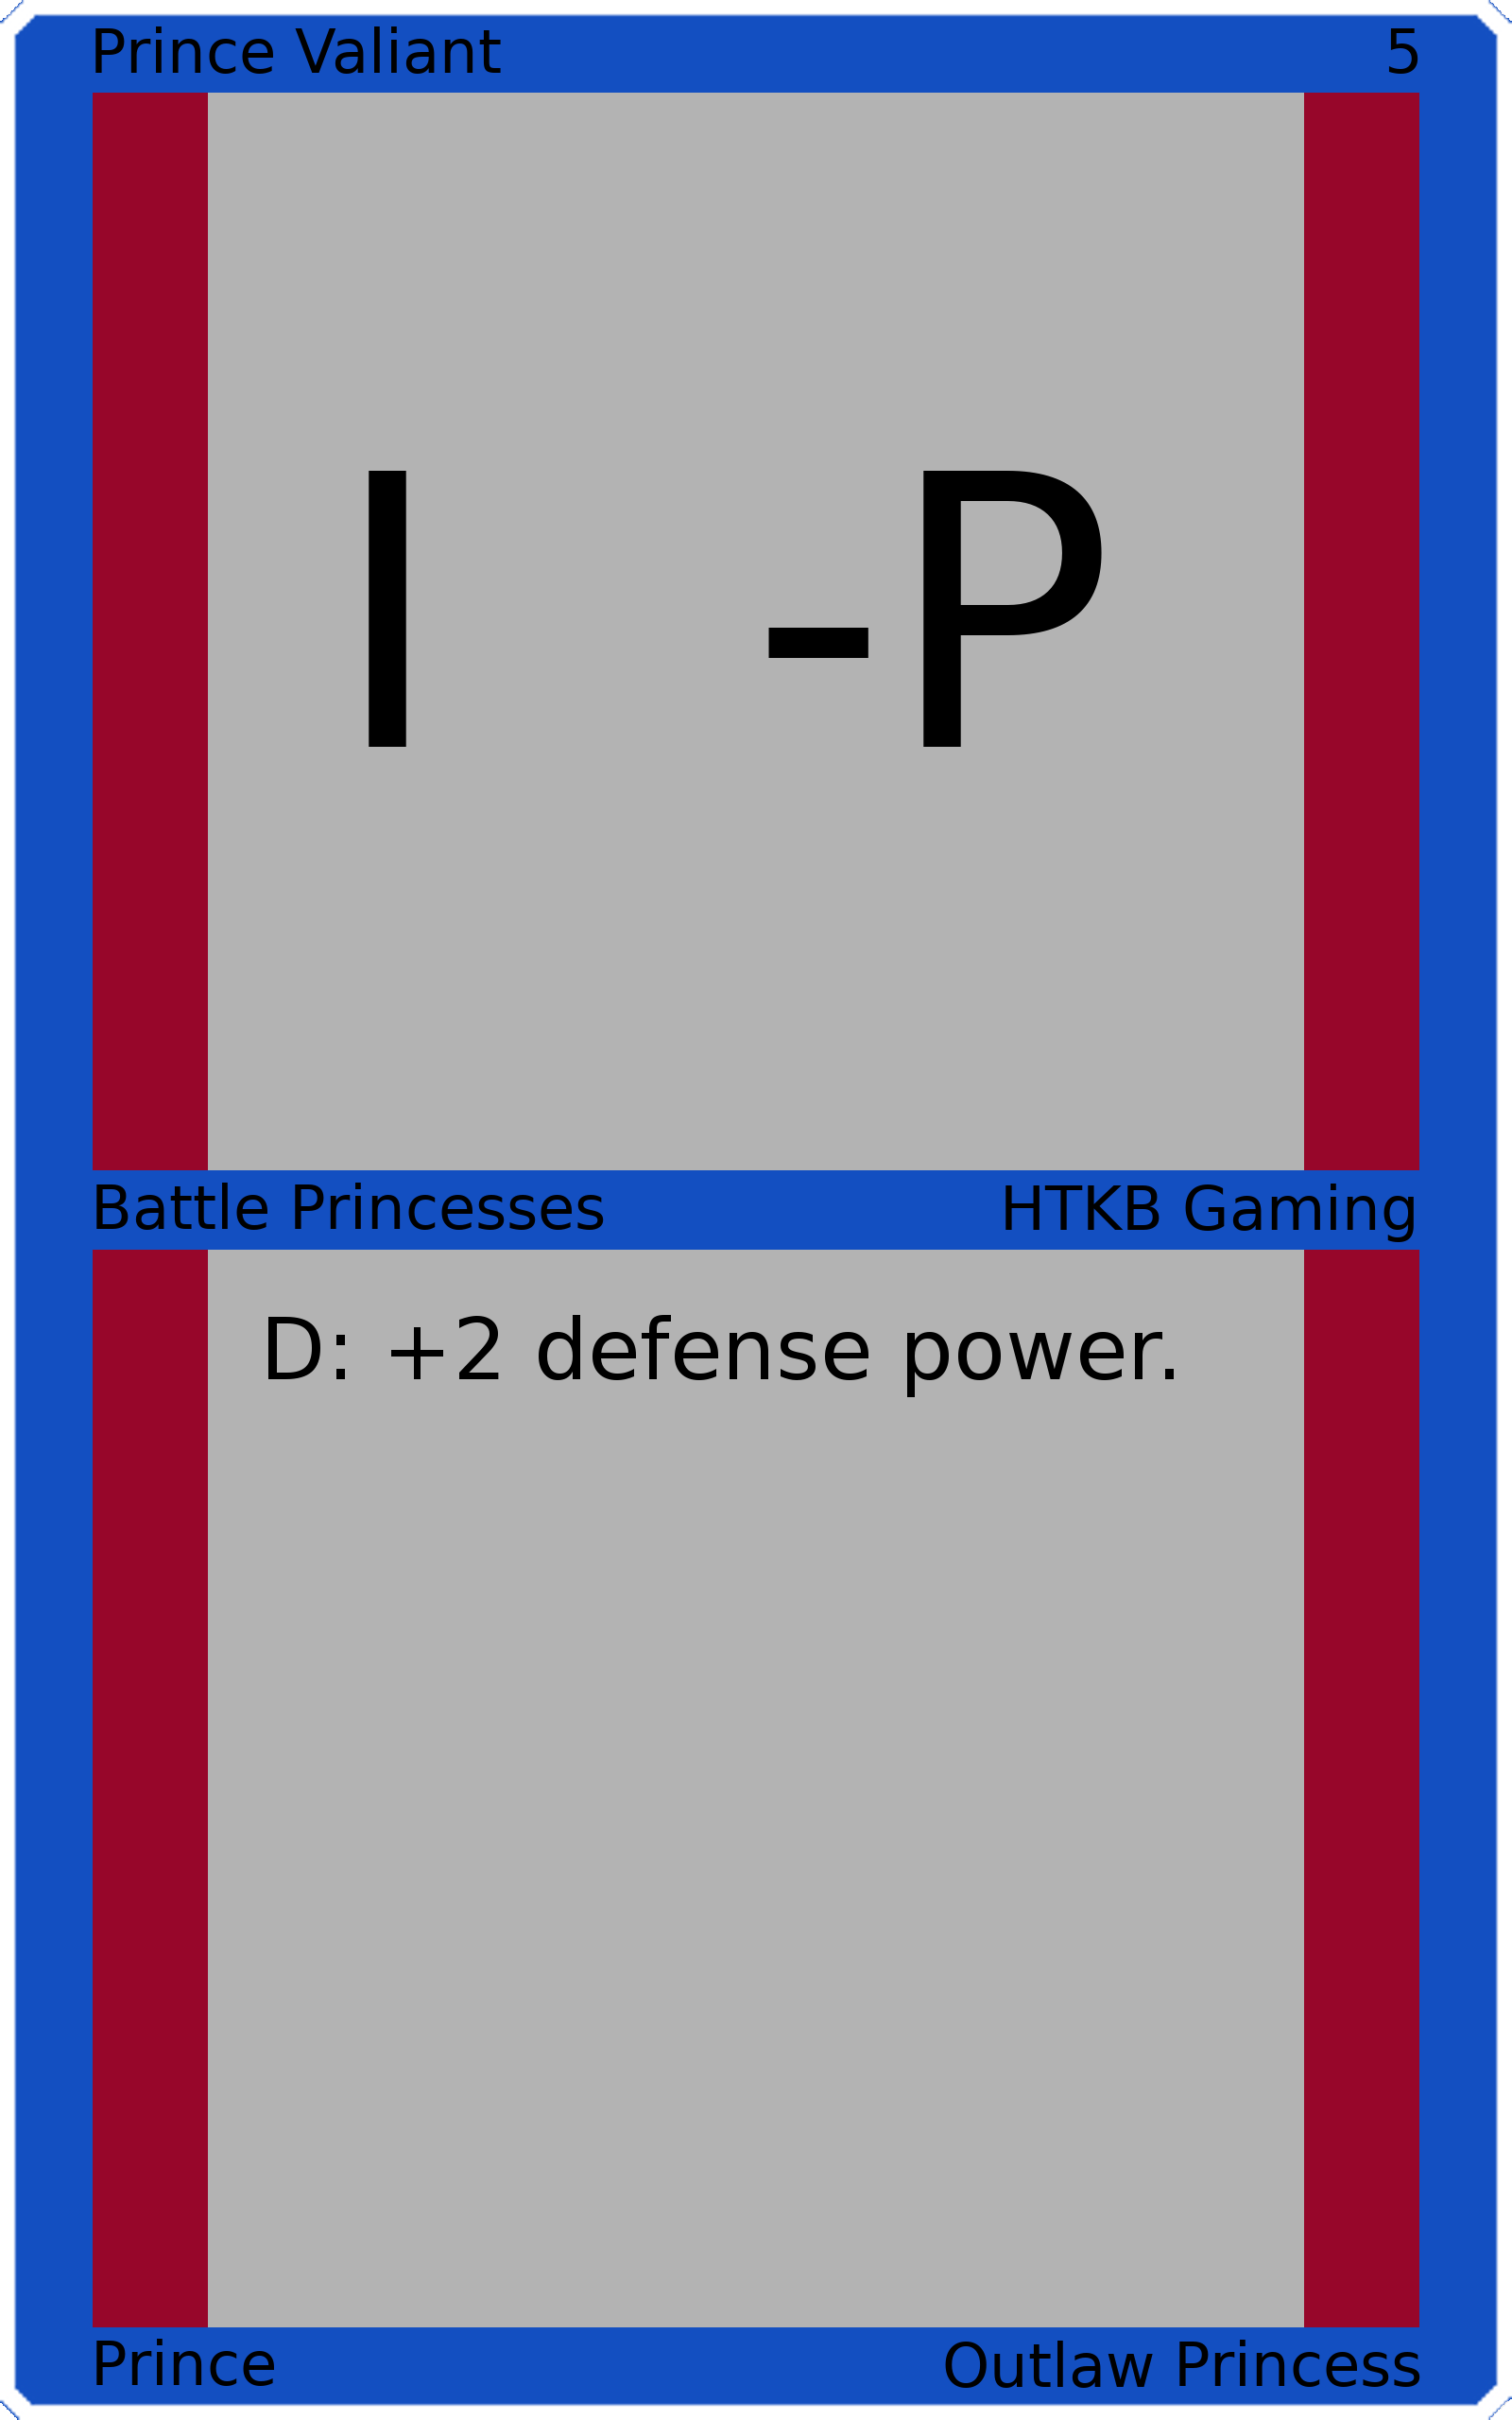 Prince Valiant 5
I -P
Battle Princesses HTKB Gaming
D: +2 defense power.
Prince Outlaw Princess